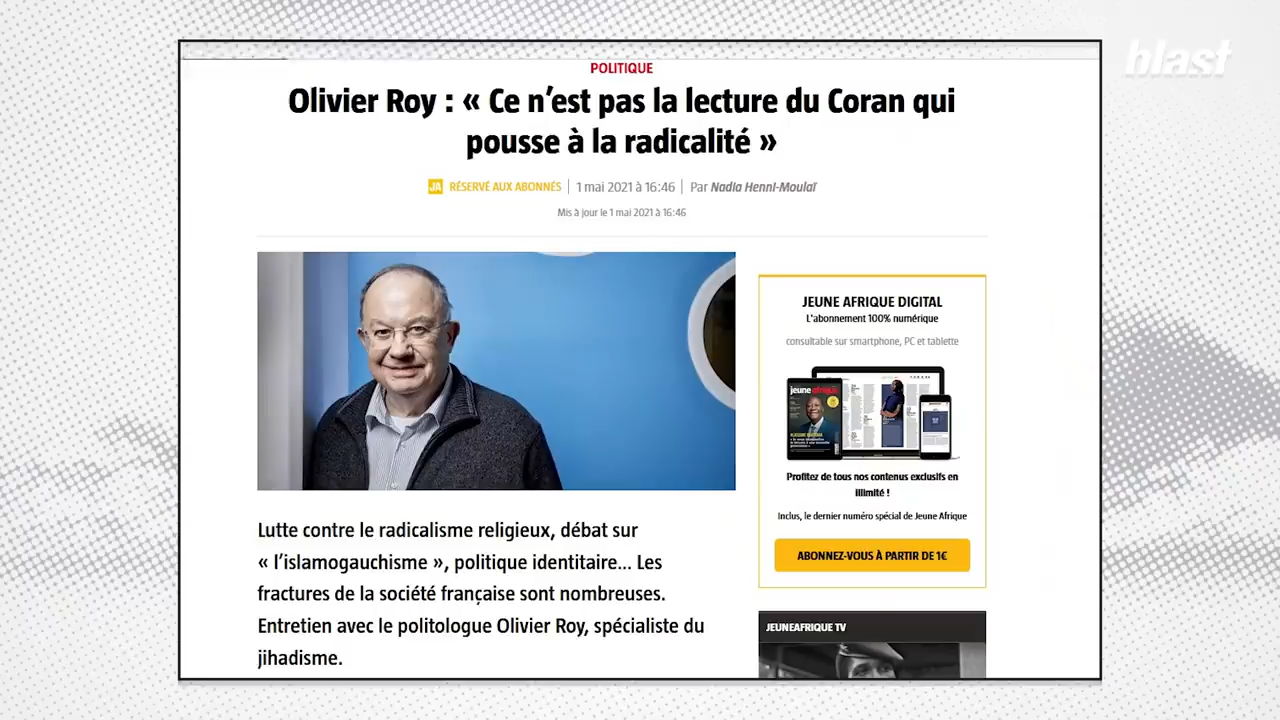 blast
POLITIQUE
Olivier Roy : « Ce n’est pas la lecture du Coran qui
pousse à la radicalité »
JA RÉSERVÉ AUX ABONNÉS | 1 mai 2021 à 16:46 | Par Nadia Henni-Moulaï
Mis à jour le 1 mai 2021 à 16:46
Lutte contre le radicalisme religieux, débat sur
« l’islamogauchisme », politique identitaire... Les
fractures de la société française sont nombreuses.
Entretien avec le politologue Olivier Roy, spécialiste du
jihadisme.
JEUNE AFRIQUE DIGITAL
L'abonnement 100% numérique
consultable sur smartphone, PC et tablette
jeune afrique
Profitez de tous nos contenus exclusifs en
illimité !
Inclus, le dernier numéro spécial de Jeune Afrique
ABONNEZ-VOUS À PARTIR DE 1€
JEUNEAFRIQUE TV